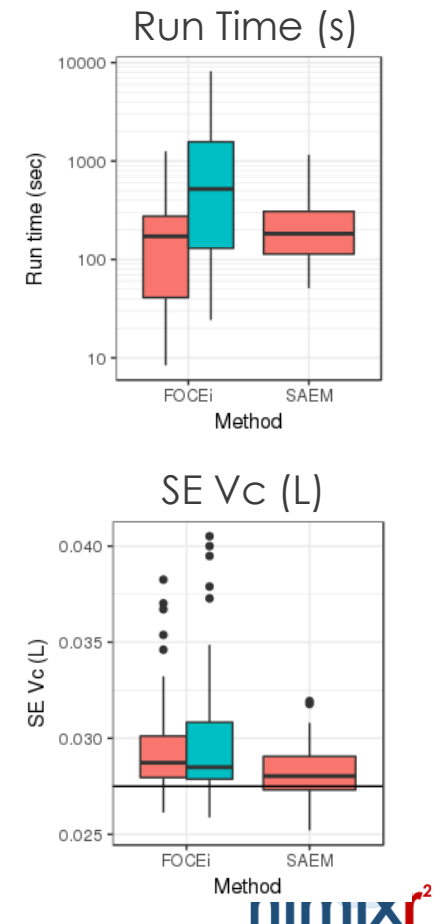 Run Time (s)
10000
1000
100
10
Run time (sec)
FOCEi
SAEM
Method
SE Vc (L)
0.040
0.035
0.030
0.025
SE Vc (L)
FOCEi
SAEM
Method
nlmixr²